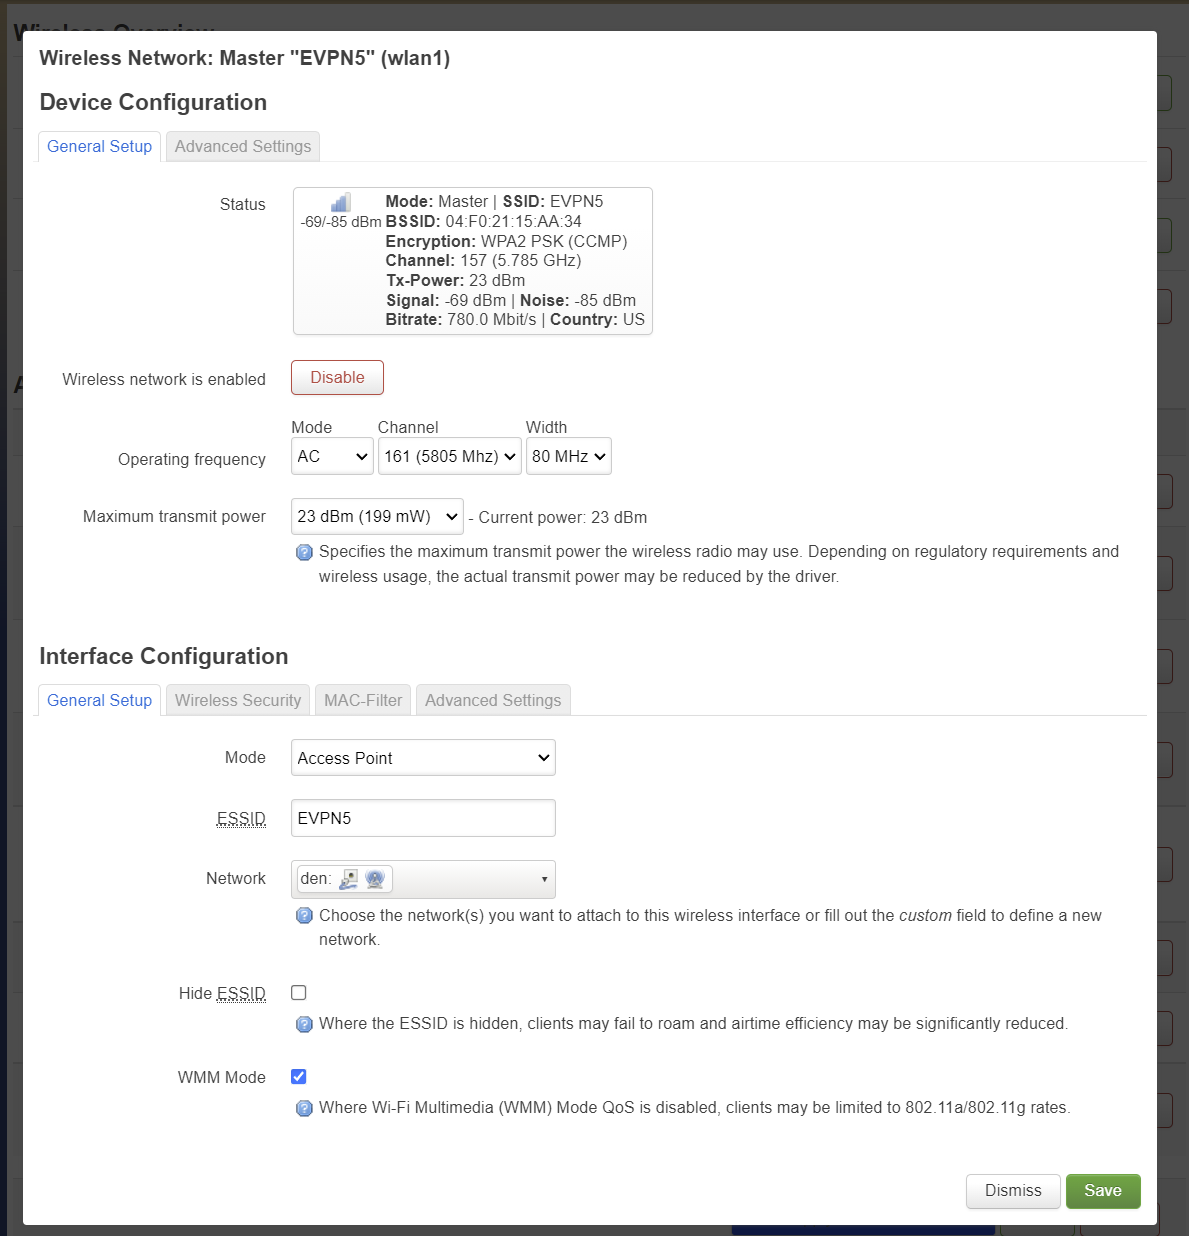 Wireless Overview
Wireless Network: Master "EVPN5" (wlan1)
Device Configuration
General Setup Advanced Settings
Status
-69/-85 dBm
Mode: Master | SSID: EVPN5
BSSID: 04:F0:21:15:AA:34
Encryption: WPA2 PSK (CCMP)
Channel: 157 (5.785 GHz)
Tx-Power: 23 dBm
Signal: -69 dBm | Noise: -85 dBm
Bitrate: 780.0 Mbit/s | Country: US
Wireless network is enabled Disable
Mode Channel Width
Operating frequency AC 161 (5805 Mhz) 80 MHz
Maximum transmit power 23 dBm (199 mW) - Current power: 23 dBm
Specifies the maximum transmit power the wireless radio may use. Depending on regulatory requirements and
wireless usage, the actual transmit power may be reduced by the driver.
Interface Configuration
General Setup Wireless Security MAC-Filter Advanced Settings
Mode Access Point
ESSID EVPN5
Network den:
Choose the network(s) you want to attach to this wireless interface or fill out the custom field to define a new
network.
Hide ESSID
Where the ESSID is hidden, clients may fail to roam and airtime efficiency may be significantly reduced.
WMM Mode
Where Wi-Fi Multimedia (WMM) Mode QoS is disabled, clients may be limited to 802.11a/802.11g rates.
Dismiss Save